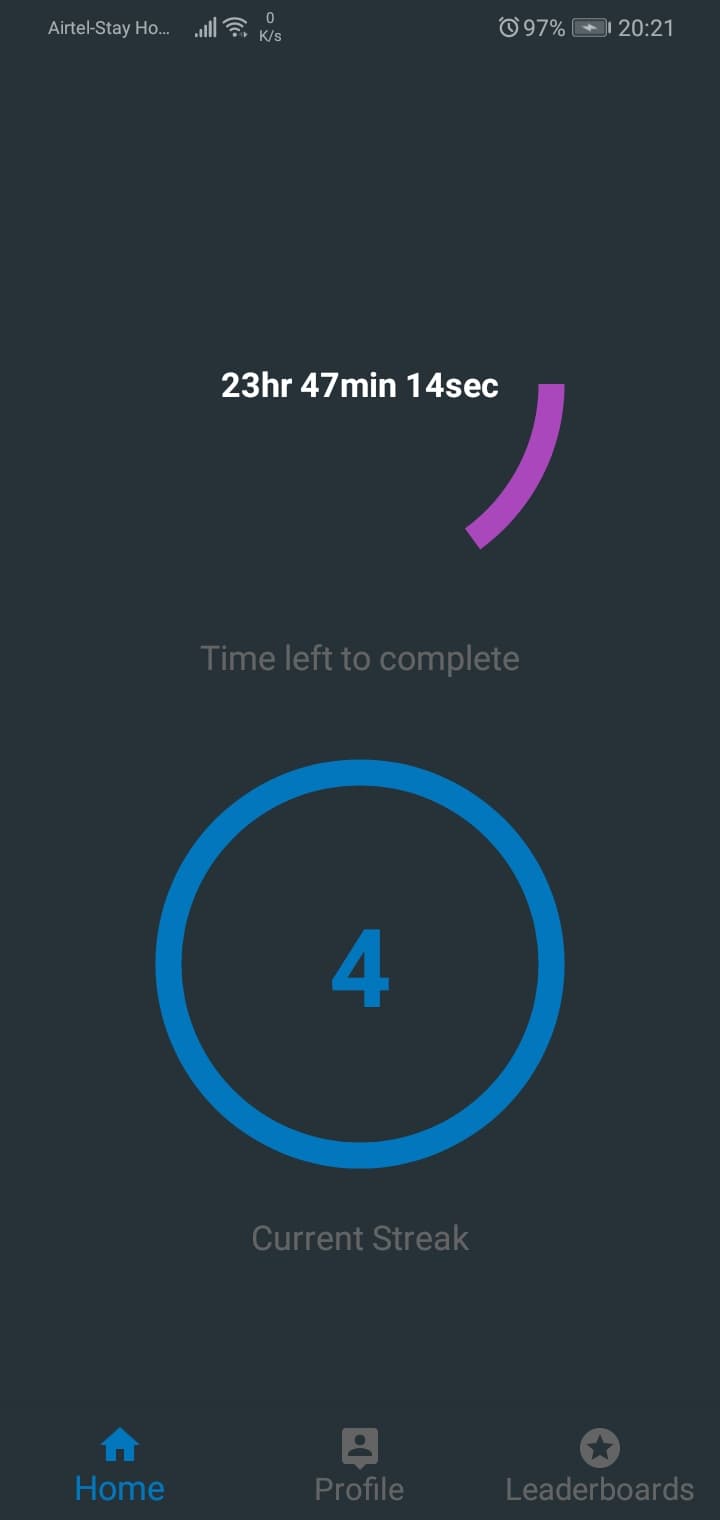 Airtel-Stay Ho... 0 K/s 97% 20:21
23hr 47min 14sec
Time left to complete
4
Current Streak
Home Profile Leaderboards